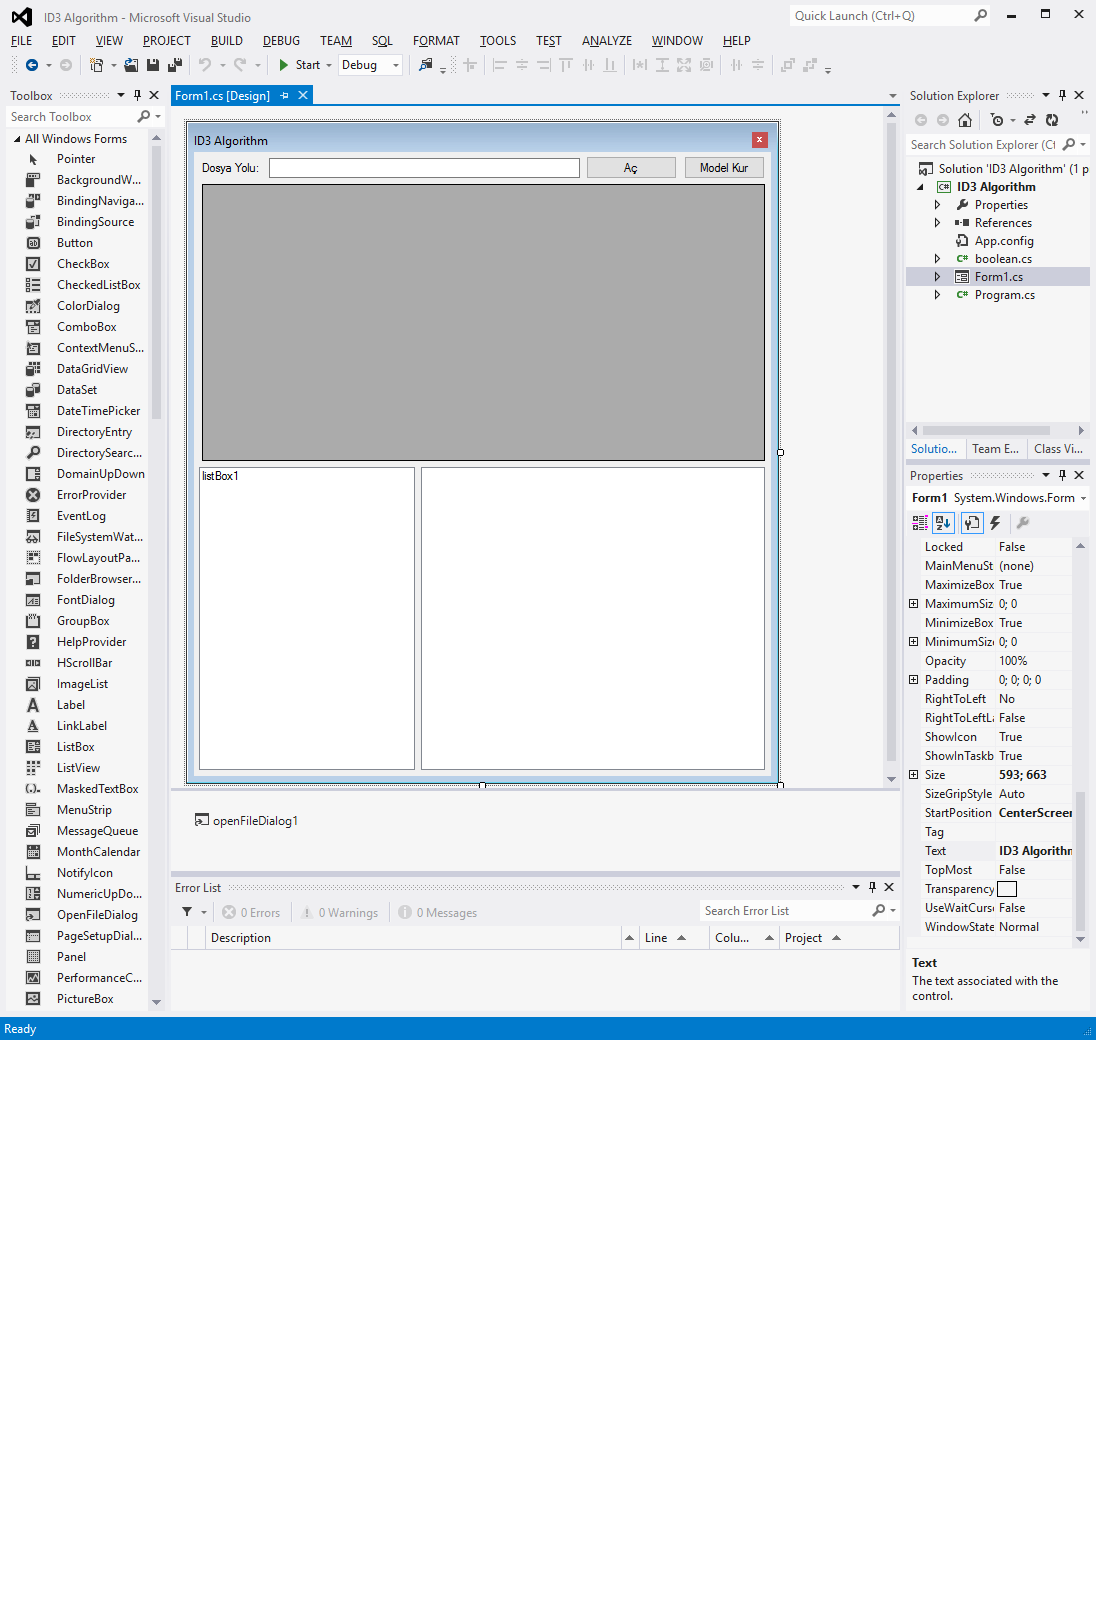 ID3 Algorithm - Microsoft Visual Studio
Quick Launch (Ctrl+Q)
FILE EDIT VIEW PROJECT BUILD DEBUG TEAM SQL FORMAT TOOLS TEST ANALYZE WINDOW HELP
Start Debug
Toolbox
Search Toolbox
All Windows Forms
Pointer
BackgroundW...
BindingNaviga...
BindingSource
Button
CheckBox
CheckedListBox
ColorDialog
ComboBox
ContextMenuS...
DataGridView
DataSet
DateTimePicker
DirectoryEntry
DirectorySearc...
DomainUpDown
ErrorProvider
EventLog
FileSystemWat...
FlowLayoutPa...
FolderBrowser...
FontDialog
GroupBox
HelpProvider
HScrollBar
ImageList
Label
LinkLabel
ListBox
ListView
MaskedTextBox
MenuStrip
MessageQueue
MonthCalendar
NotifyIcon
NumericUpDo...
OpenFileDialog
PageSetupDial...
Panel
PerformanceC...
PictureBox
Form1.cs [Design]
ID3 Algorithm
Dosya Yolu: Aç Model Kur
listBox1
openFileDialog1
Error List
0 Errors 0 Warnings 0 Messages Search Error List
Description Line Colu... Project
Solution Explorer
Search Solution Explorer (Ct
Solution 'ID3 Algorithm' (1 p
ID3 Algorithm
Properties
References
App.config
boolean.cs
Form1.cs
Program.cs
Solutio... Team E... Class Vi...
Properties
Form1 System.Windows.Form
Locked False
MainMenuSt (none)
MaximizeBox True
MaximumSiz 0; 0
MinimizeBox True
MinimumSize 0; 0
Opacity 100%
Padding 0; 0; 0; 0
RightToLeft No
RightToLeftLa False
ShowIcon True
ShowInTaskb True
Size 593; 663
SizeGripStyle Auto
StartPosition CenterScreen
Tag
Text ID3 Algorithm
TopMost False
Transparency
UseWaitCurso False
WindowState Normal
Text
The text associated with the
control.
Ready